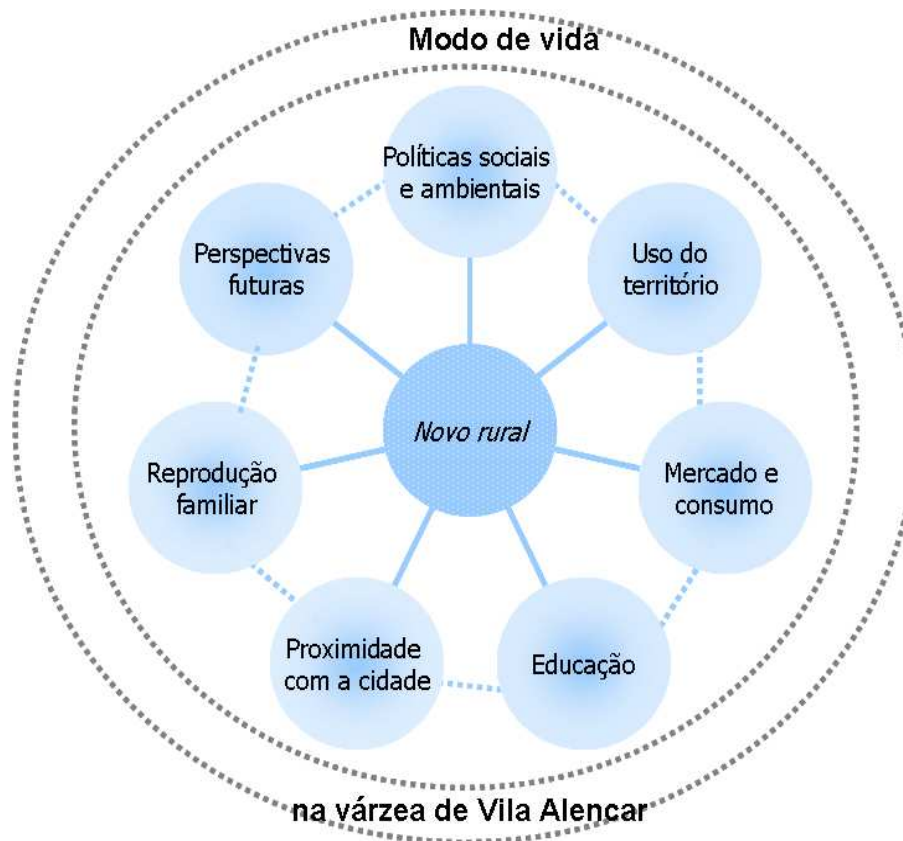 Modo de vida
Políticas sociais
e ambientais
Perspectivas
futuras
Uso do
território
Novo rural
Reprodução
familiar
Mercado e
consumo
Proximidade
com a cidade
Educação
na várzea de Vila Alencar